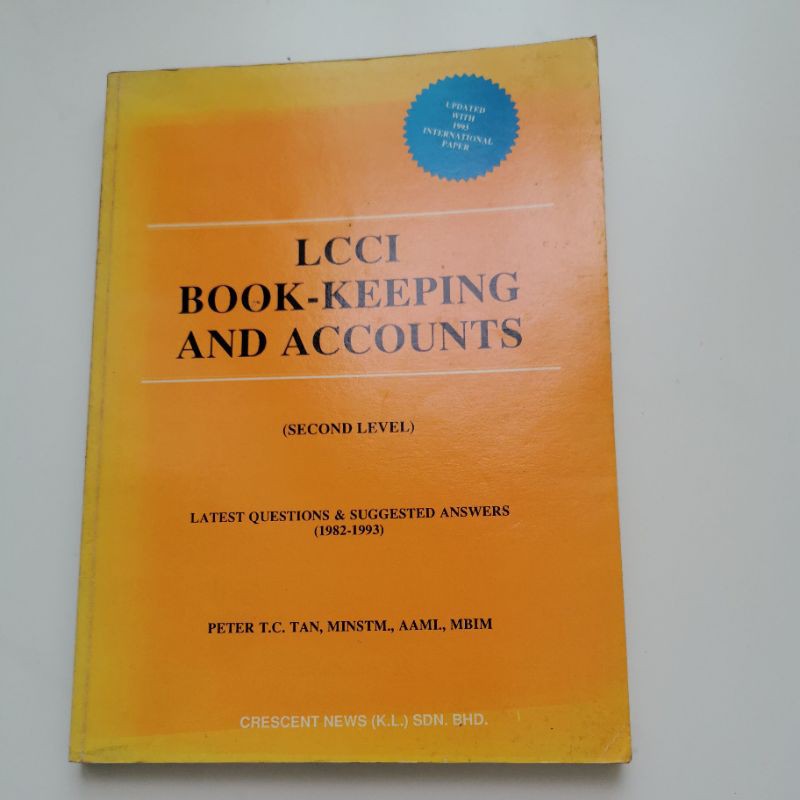 UPDATED
WITH
1993
INTERNATIONAL
PAPER
LCCI
BOOK-KEEPING
AND ACCOUNTS
(SECOND LEVEL)
LATEST QUESTIONS & SUGGESTED ANSWERS
(1982-1993)
PETER T.C. TAN, MINSTM., AAMI., MBIM
CRESCENT NEWS (K.L.) SDN. BHD.